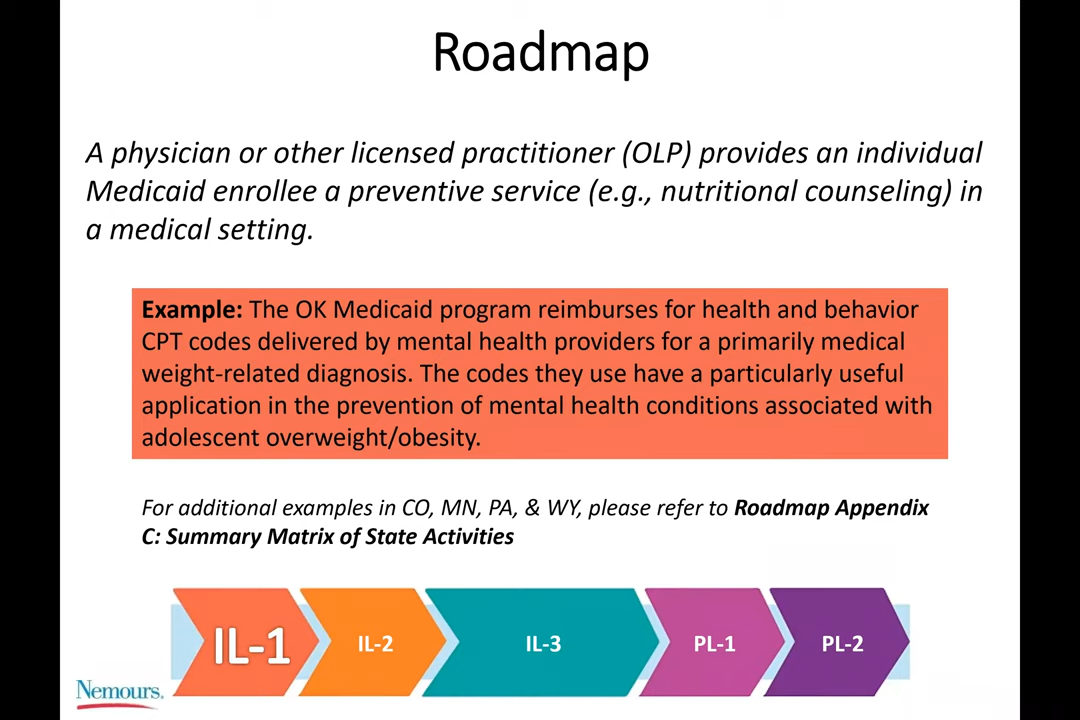 Roadmap
A physician or other licensed practitioner (OLP) provides an individual
Medicaid enrollee a preventive service (e.g., nutritional counseling) in
a medical setting.
Example: The OK Medicaid program reimburses for health and behavior
CPT codes delivered by mental health providers for a primarily medical
weight-related diagnosis. The codes they use have a particularly useful
application in the prevention of mental health conditions associated with
adolescent overweight/obesity.
For additional examples in CO, MN, PA, & WY, please refer to Roadmap Appendix
C: Summary Matrix of State Activities
IL-1
IL-2
IL-3
PL-1
PL-2
Nemours.